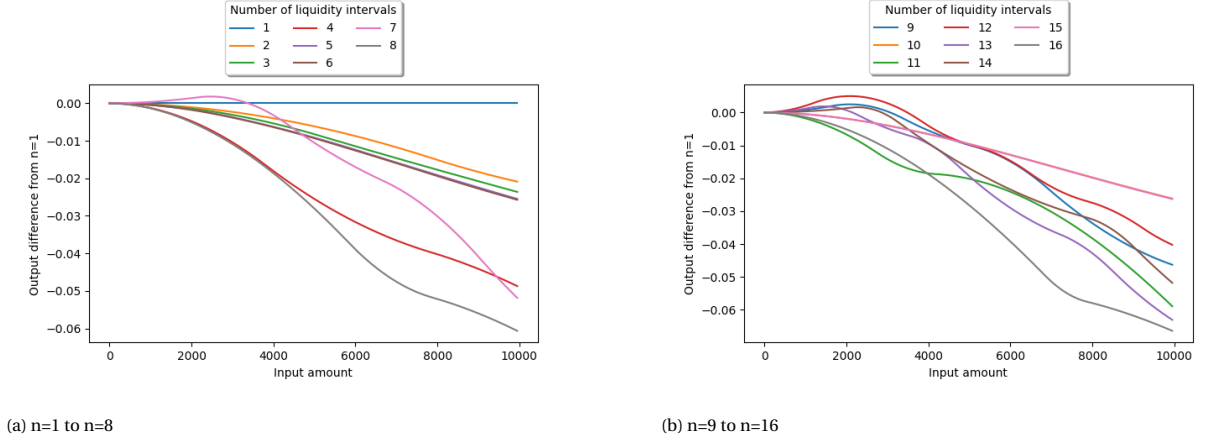 Number of liquidity intervals
1 4 7
2 5 8
3 6
0.00
−0.01
−0.02
−0.03
−0.04
−0.05
−0.06
Output difference from n=1
0 2000 4000 6000 8000 10000
Input amount
(a) n=1 to n=8
Number of liquidity intervals
9 12 15
10 13 16
11 14
0.00
−0.01
−0.02
−0.03
−0.04
−0.05
−0.06
Output difference from n=1
0 2000 4000 6000 8000 10000
Input amount
(b) n=9 to n=16